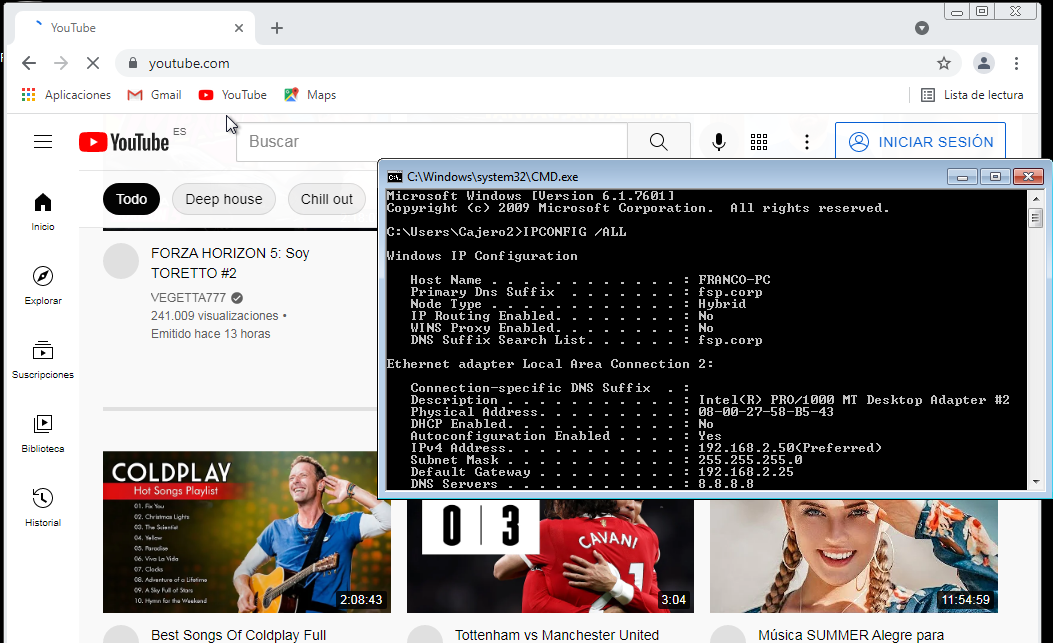 YouTube
youtube.com
Aplicaciones Gmail YouTube Maps Lista de lectura
YouTube ES Buscar INICIAR SESIÓN
Todo Deep house Chill out
Inicio
Explorar
Suscripciones
Biblioteca
Historial
FORZA HORIZON 5: Soy
TORETTO #2
VEGETTA777
241.009 visualizaciones •
Emitido hace 13 horas
C:\Windows\system32\CMD.exe
Microsoft Windows [Version 6.1.7601]
Copyright (c) 2009 Microsoft Corporation.  All rights reserved.
C:\Users\Cajero2>IPCONFIG /ALL
Windows IP Configuration
Host Name . . . . . . . . . . . . : FRANCO-PC
Primary Dns Suffix  . . . . . . . : fsp.corp
Node Type . . . . . . . . . . . . : Hybrid
IP Routing Enabled. . . . . . . . : No
WINS Proxy Enabled. . . . . . . . : No
DNS Suffix Search List. . . . . . : fsp.corp
Ethernet adapter Local Area Connection 2:
Connection-specific DNS Suffix  . :
Description . . . . . . . . . . . : Intel(R) PRO/1000 MT Desktop Adapter #2
Physical Address. . . . . . . . . : 08-00-27-58-B5-43
DHCP Enabled. . . . . . . . . . . : No
Autoconfiguration Enabled . . . . : Yes
IPv4 Address. . . . . . . . . . . : 192.168.2.50(Preferred)
Subnet Mask . . . . . . . . . . . : 255.255.255.0
Default Gateway . . . . . . . . . : 192.168.2.25
DNS Servers . . . . . . . . . . . : 8.8.8.8
COLDPLAY
Hot Songs Playlist
01. Fix You
02. Christmas Lights
03. The Scientist
04. Yellow
05. Paradise
06. Viva La Vida
07. Clocks
08. Adventure of a Lifetime
09. A Sky Full of Stars
10. Hymn for the Weekend
2:08:43
0 3
CAVANI
3:04
11:54:59
Best Songs Of Coldplay Full
Tottenham vs Manchester United
Música SUMMER Alegre para